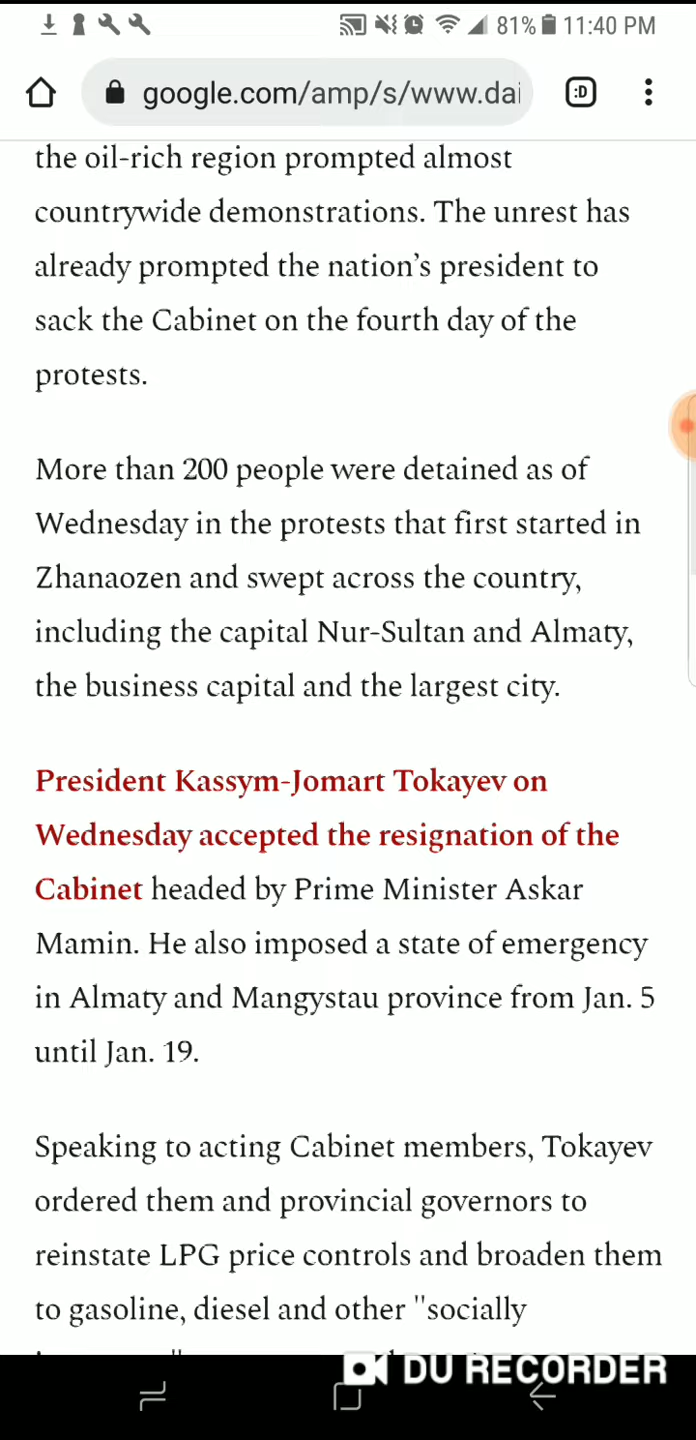 81% 11:40 PM
google.com/amp/s/www.dai
:D
the oil-rich region prompted almost
countrywide demonstrations. The unrest has
already prompted the nation’s president to
sack the Cabinet on the fourth day of the
protests.
More than 200 people were detained as of
Wednesday in the protests that first started in
Zhanaozen and swept across the country,
including the capital Nur-Sultan and Almaty,
the business capital and the largest city.
President Kassym-Jomart Tokayev on
Wednesday accepted the resignation of the
Cabinet headed by Prime Minister Askar
Mamin. He also imposed a state of emergency
in Almaty and Mangystau province from Jan. 5
until Jan. 19.
Speaking to acting Cabinet members, Tokayev
ordered them and provincial governors to
reinstate LPG price controls and broaden them
to gasoline, diesel and other "socially
DU RECORDER